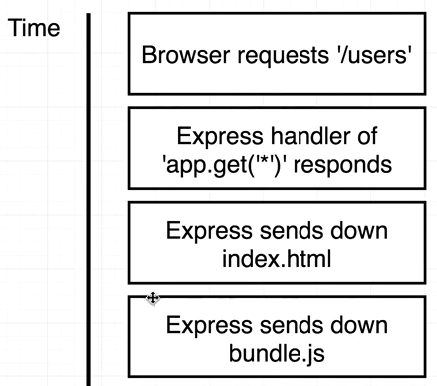 Time
Browser requests '/users'
Express handler of
'app.get('*')' responds
Express sends down
index.html
Express sends down
bundle.js